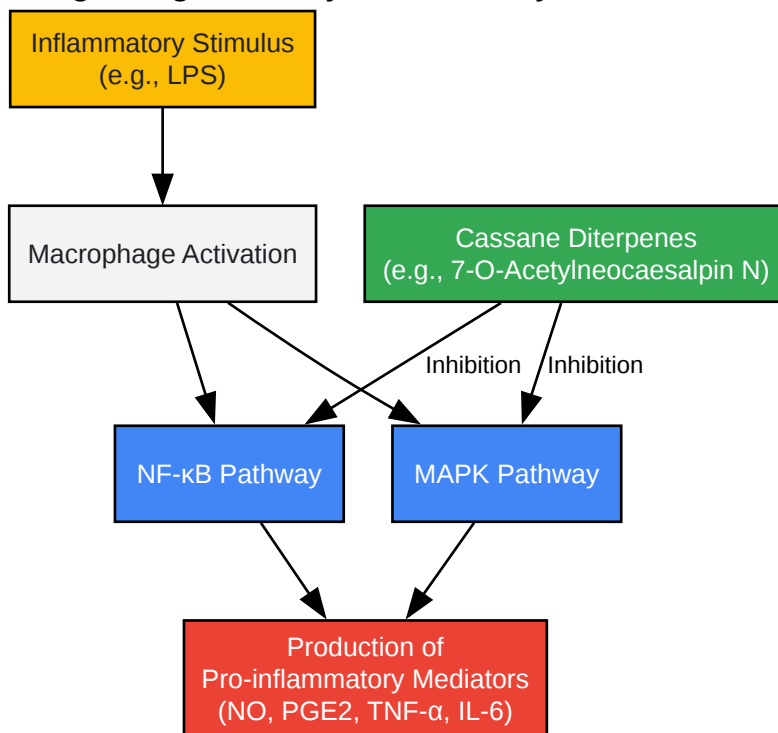 Inflammatory Stimulus
(e.g., LPS)
Macrophage Activation
Cassane Diterpenes
(e.g., 7-O-Acetylneocaesalpin N)
Inhibition
Inhibition
NF-κB Pathway
MAPK Pathway
Production of
Pro-inflammatory Mediators
(NO, PGE2, TNF-α, IL-6)